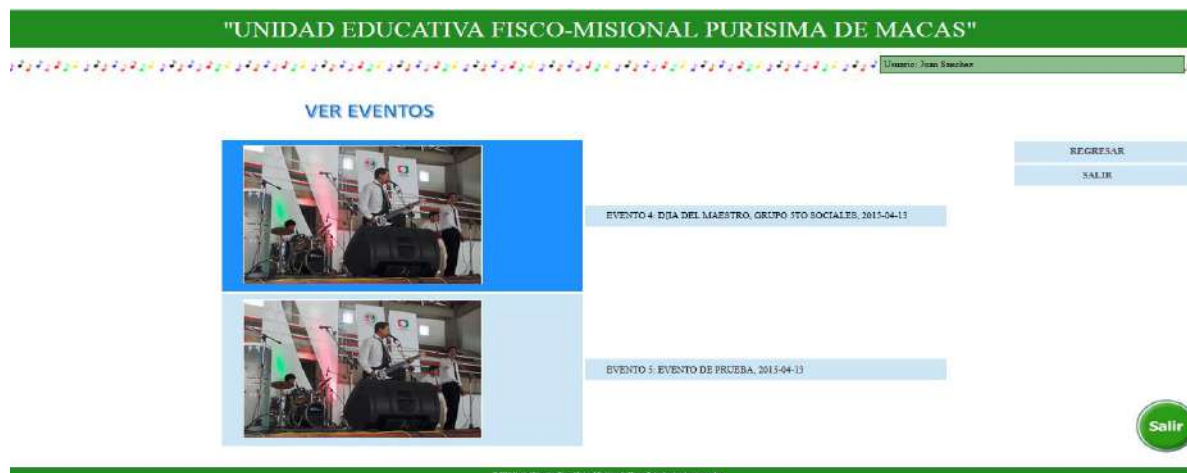 "UNIDAD EDUCATIVA FISCO-MISIONAL PURISIMA DE MACAS"
Usuario: Juan Sanchez
VER EVENTOS
REGRESAR
SALIR
EVENTO 4: D[IA DEL MAESTRO, GRUPO 5TO SOCIALES, 2015-04-13
EVENTO 5: EVENTO DE PRUEBA, 2015-04-13
Salir